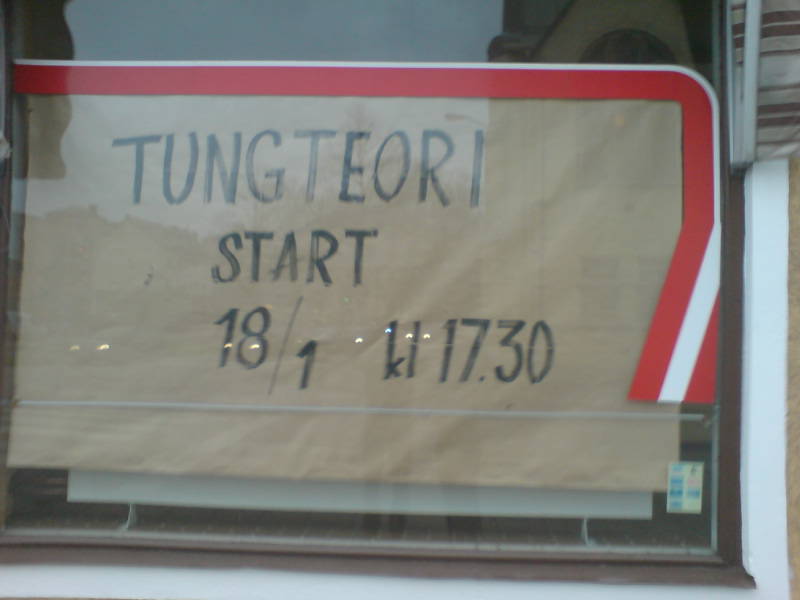 TUNGTEORI
START
18/1 kl 17.30